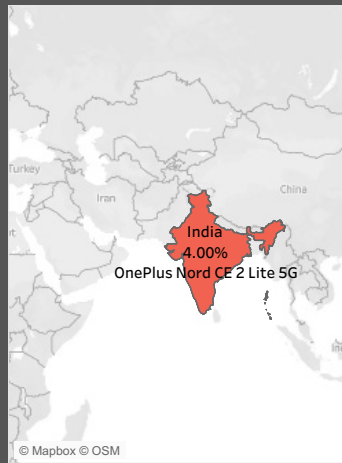 Turkey
China
Iran
India
4.00%
OnePlus Nord CE 2 Lite 5G
© Mapbox © OSM